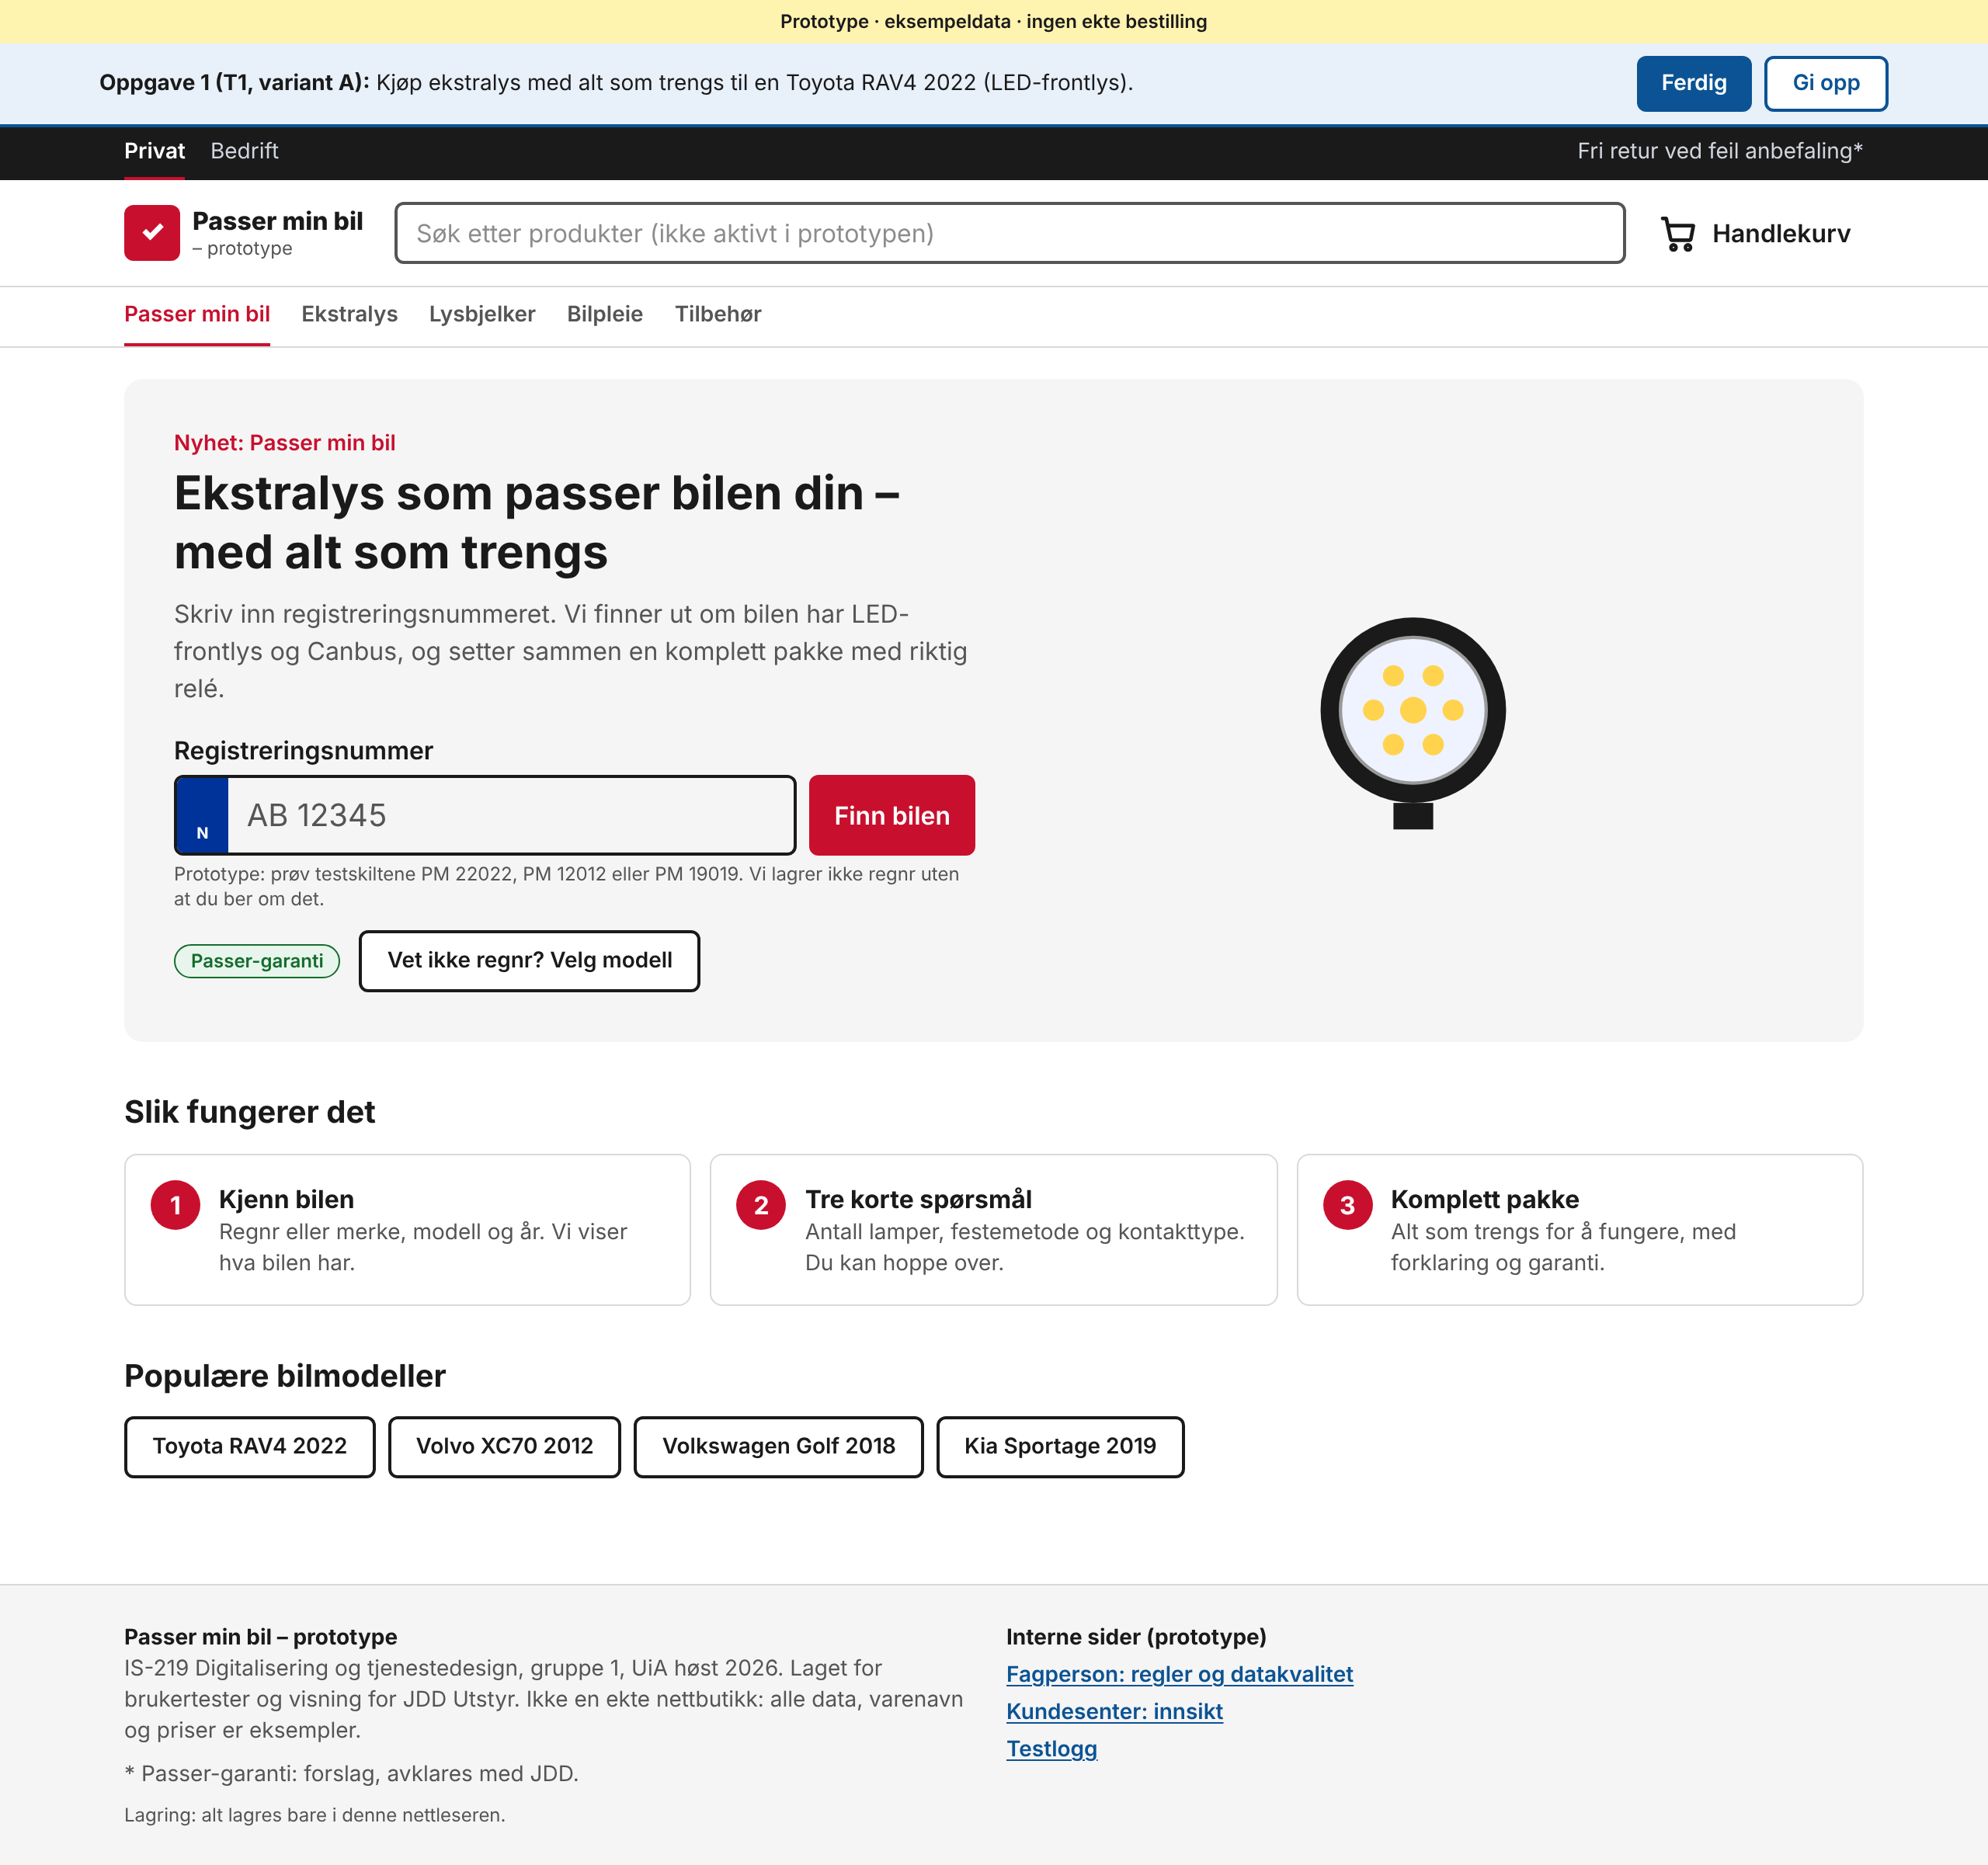 Prototype · eksempeldata · ingen ekte bestilling
Oppgave 1 (T1, variant A): Kjøp ekstralys med alt som trengs til en Toyota RAV4 2022 (LED-frontlys).
Ferdig
Gi opp
Privat
Bedrift
Fri retur ved feil anbefaling*
Passer min bil
– prototype
Søk etter produkter (ikke aktivt i prototypen)
Handlekurv
Passer min bil
Ekstralys
Lysbjelker
Bilpleie
Tilbehør
Nyhet: Passer min bil
Ekstralys som passer bilen din –
med alt som trengs
Skriv inn registreringsnummeret. Vi finner ut om bilen har LED-
frontlys og Canbus, og setter sammen en komplett pakke med riktig
relé.
Registreringsnummer
N
AB 12345
Finn bilen
Prototype: prøv testskiltene PM 22022, PM 12012 eller PM 19019. Vi lagrer ikke regnr uten
at du ber om det.
Passer-garanti
Vet ikke regnr? Velg modell
Slik fungerer det
1
Kjenn bilen
Regnr eller merke, modell og år. Vi viser
hva bilen har.
2
Tre korte spørsmål
Antall lamper, festemetode og kontakttype.
Du kan hoppe over.
3
Komplett pakke
Alt som trengs for å fungere, med
forklaring og garanti.
Populære bilmodeller
Toyota RAV4 2022
Volvo XC70 2012
Volkswagen Golf 2018
Kia Sportage 2019
Passer min bil – prototype
IS-219 Digitalisering og tjenestedesign, gruppe 1, UiA høst 2026. Laget for
brukertester og visning for JDD Utstyr. Ikke en ekte nettbutikk: alle data, varenavn
og priser er eksempler.
* Passer-garanti: forslag, avklares med JDD.
Lagring: alt lagres bare i denne nettleseren.
Interne sider (prototype)
Fagperson: regler og datakvalitet
Kundesenter: innsikt
Testlogg